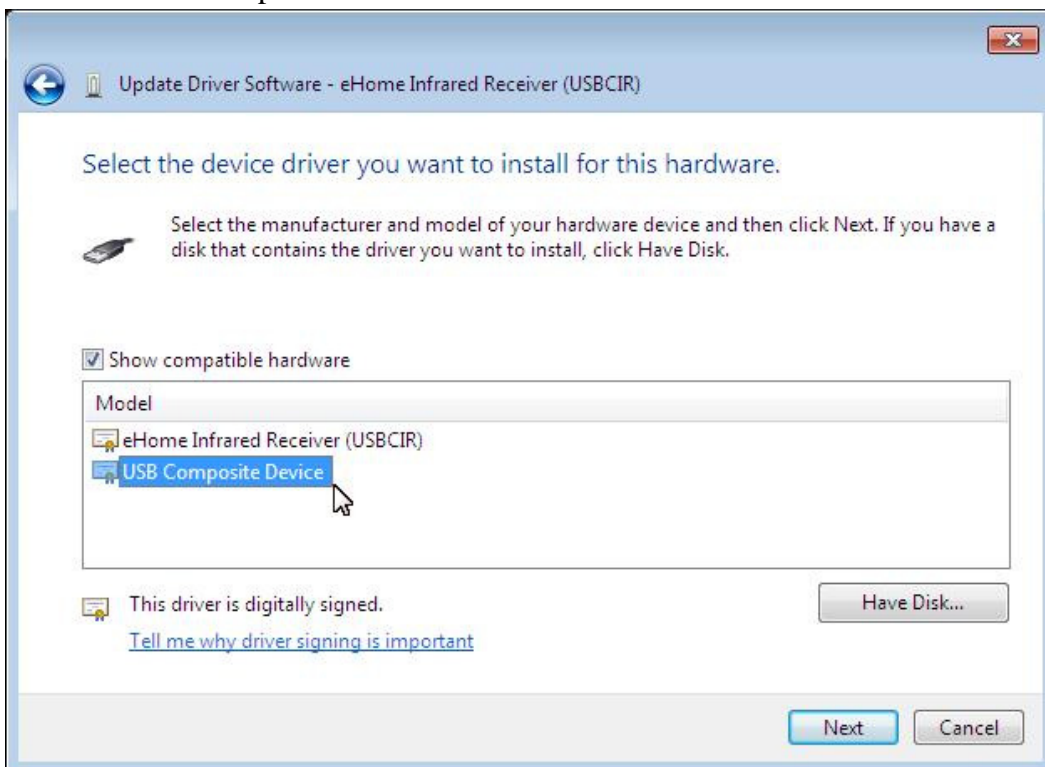 Update Driver Software - eHome Infrared Receiver (USBCIR)
Select the device driver you want to install for this hardware.
Select the manufacturer and model of your hardware device and then click Next. If you have a
disk that contains the driver you want to install, click Have Disk.
Show compatible hardware
Model
eHome Infrared Receiver (USBCIR)
USB Composite Device
This driver is digitally signed.
Have Disk...
Tell me why driver signing is important
Next
Cancel